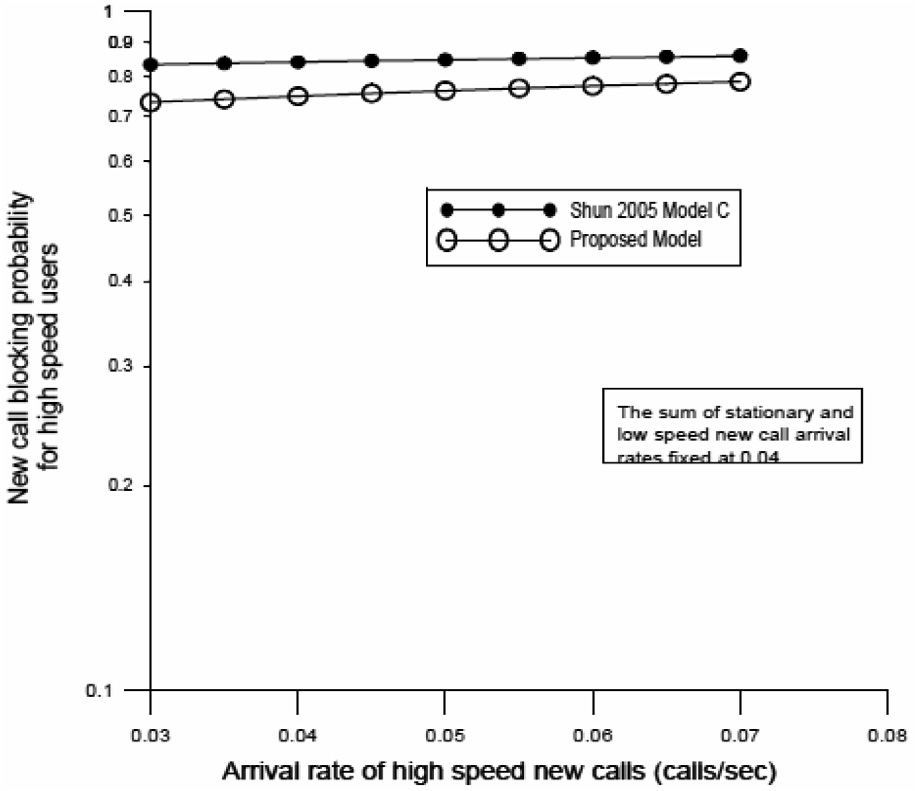 1
0.9
0.8
0.7
0.6
0.5
0.4
0.3
0.2
0.1
New call blocking probability
for high speed users
Shun 2005 Model C
Proposed Model
The sum of stationary and
low speed new call arrival
rates fixed at 0.04
0.03
0.04
0.05
0.06
0.07
0.08
Arrival rate of high speed new calls (calls/sec)